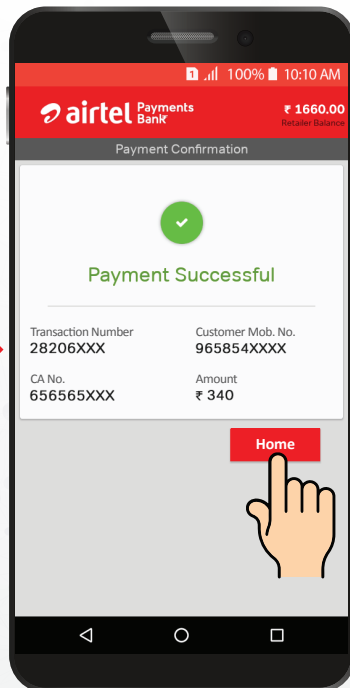 1 100% 10:10 AM
airtel Payments Bank
₹ 1660.00
Retailer Balance
Payment Confirmation
Payment Successful
Transaction Number Customer Mob. No.
28206XXX 965854XXXX
CA No. Amount
656565XXX ₹ 340
Home